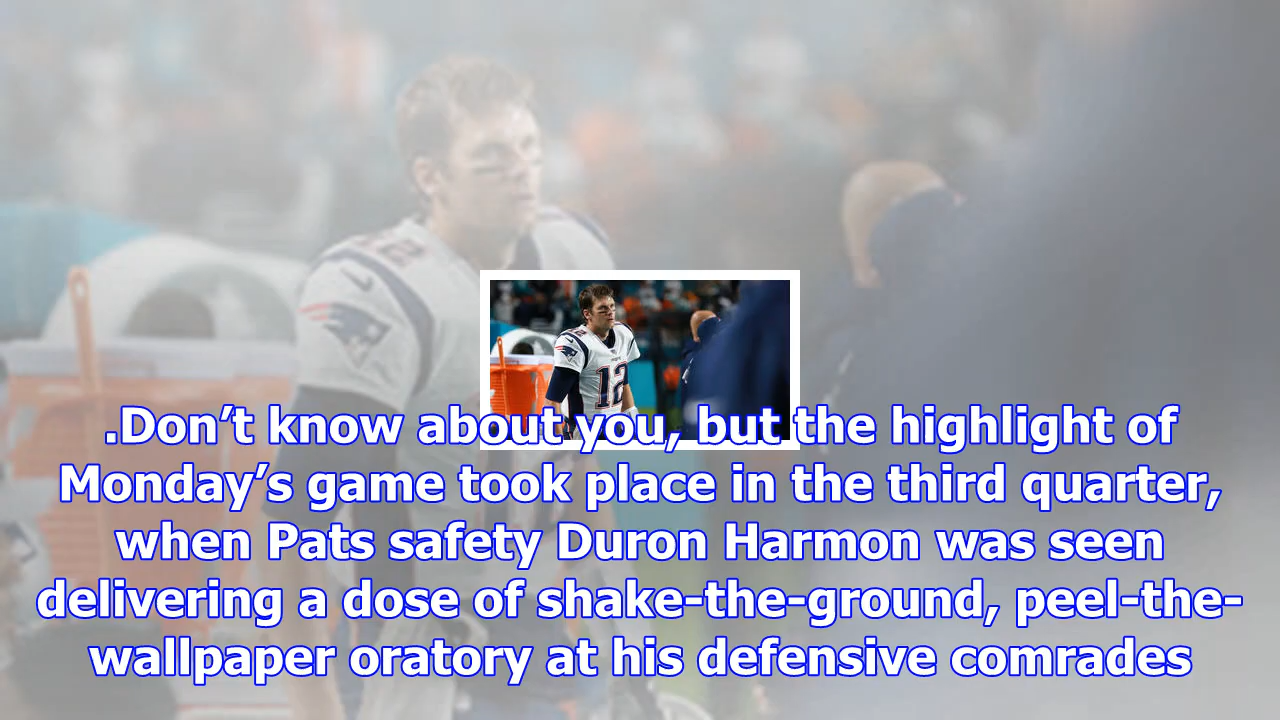 12
.Don’t know about you, but the highlight of
Monday’s game took place in the third quarter,
when Pats safety Duron Harmon was seen
delivering a dose of shake-the-ground, peel-the-
wallpaper oratory at his defensive comrades